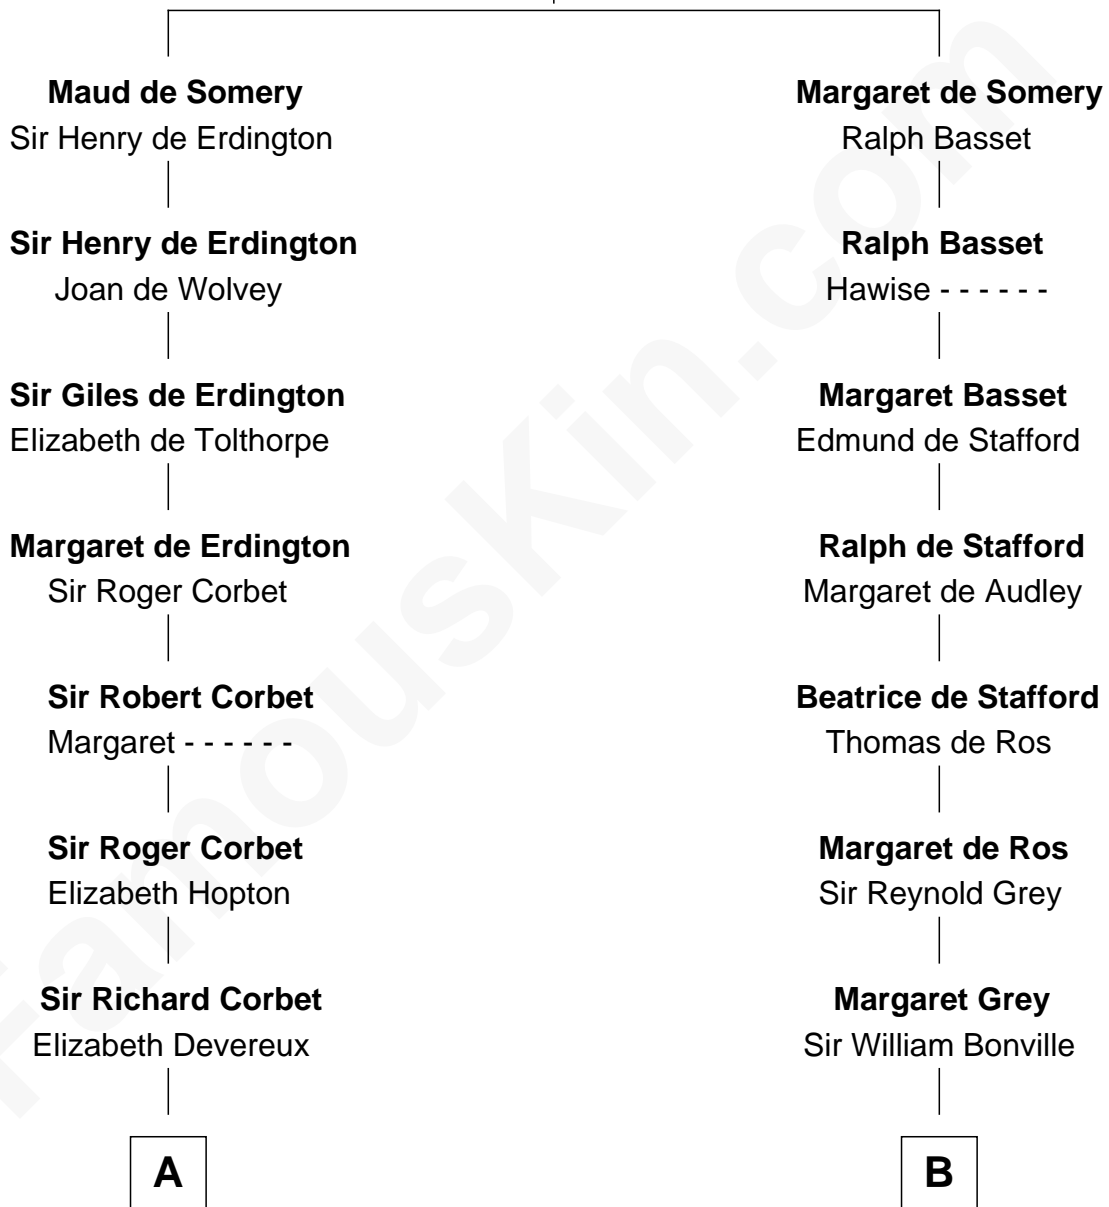 Maud de Somery
Sir Henry de Erdington
Sir Henry de Erdington
Joan de Wolvey
Sir Giles de Erdington
Elizabeth de Tolthorpe
Margaret de Erdington
Sir Roger Corbet
Sir Robert Corbet
Margaret - - - - - -
Sir Roger Corbet
Elizabeth Hopton
Sir Richard Corbet
Elizabeth Devereux
A
Margaret de Somery
Ralph Basset
Ralph Basset
Hawise - - - - - -
Margaret Basset
Edmund de Stafford
Ralph de Stafford
Margaret de Audley
Beatrice de Stafford
Thomas de Ros
Margaret de Ros
Sir Reynold Grey
Margaret Grey
Sir William Bonville
B
FamousKin.com